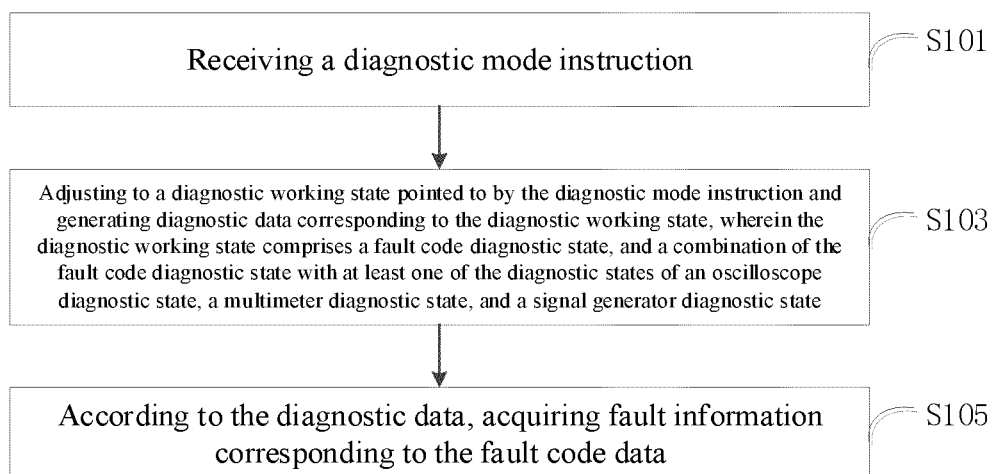 Receiving a diagnostic mode instruction
S101
Adjusting to a diagnostic working state pointed to by the diagnostic mode instruction and
generating diagnostic data corresponding to the diagnostic working state, wherein the
diagnostic working state comprises a fault code diagnostic state, and a combination of the
fault code diagnostic state with at least one of the diagnostic states of an oscilloscope
diagnostic state, a multimeter diagnostic state, and a signal generator diagnostic state
S103
According to the diagnostic data, acquiring fault information
corresponding to the fault code data
S105